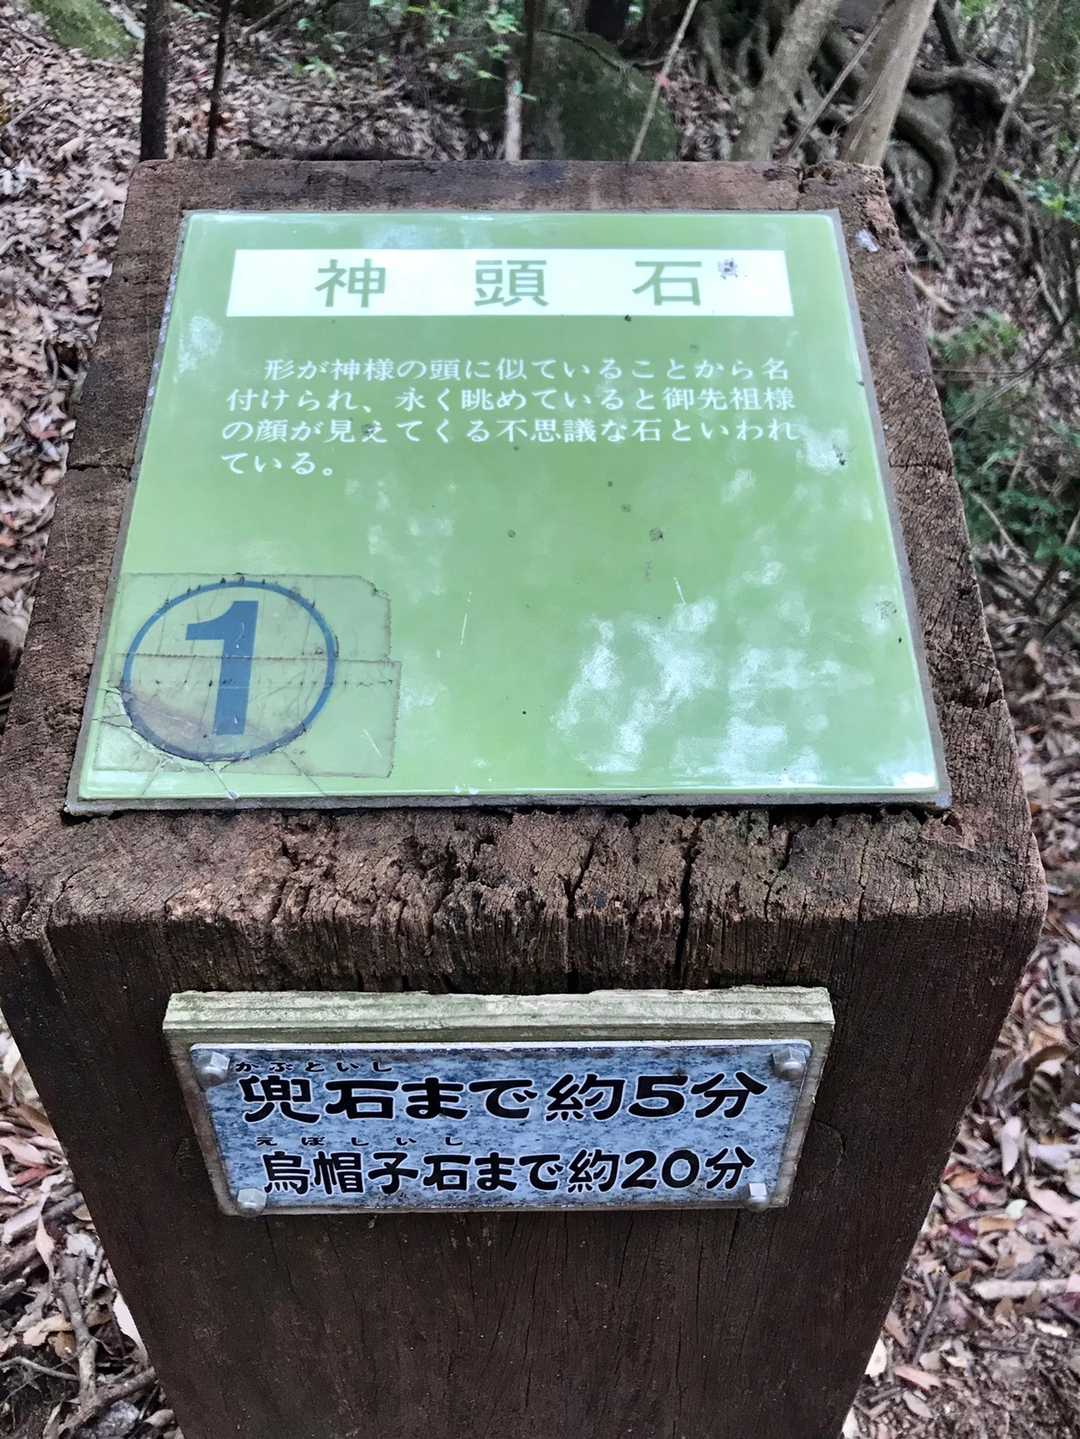 神頭石
形が神様の頭に似ていることから名
付けられ、永く眺めていると御先祖様
の顔が見えてくる不思議な石といわれ
ている。
1
かぶといし
兜石まで約5分
えぼしいし
烏帽子石まで約20分